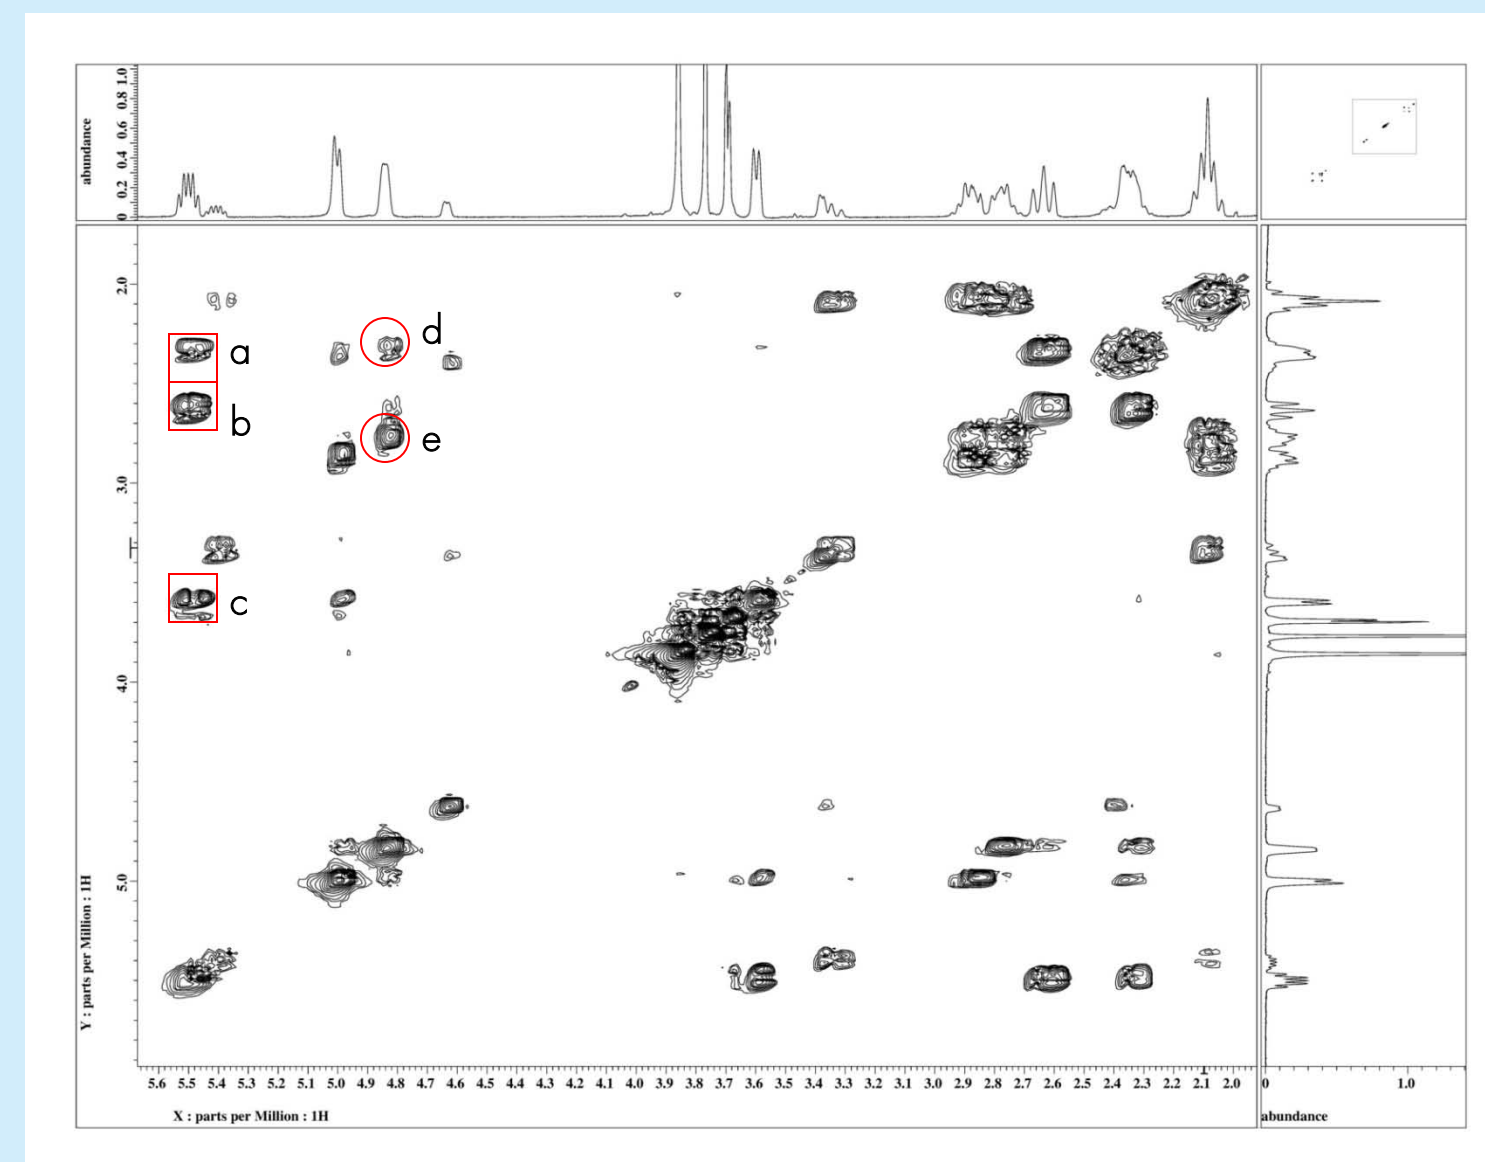 abundance
0 0.2 0.4 0.6 0.8 1.0
2.0
a
d
b
e
3.0
c
4.0
5.0
Y : parts per Million : 1H
5.6 5.5 5.4 5.3 5.2 5.1 5.0 4.9 4.8 4.7 4.6 4.5 4.4 4.3 4.2 4.1 4.0 3.9 3.8 3.7 3.6 3.5 3.4 3.3 3.2 3.1 3.0 2.9 2.8 2.7 2.6 2.5 2.4 2.3 2.2 2.1 2.0
0 1.0
X : parts per Million : 1H
abundance